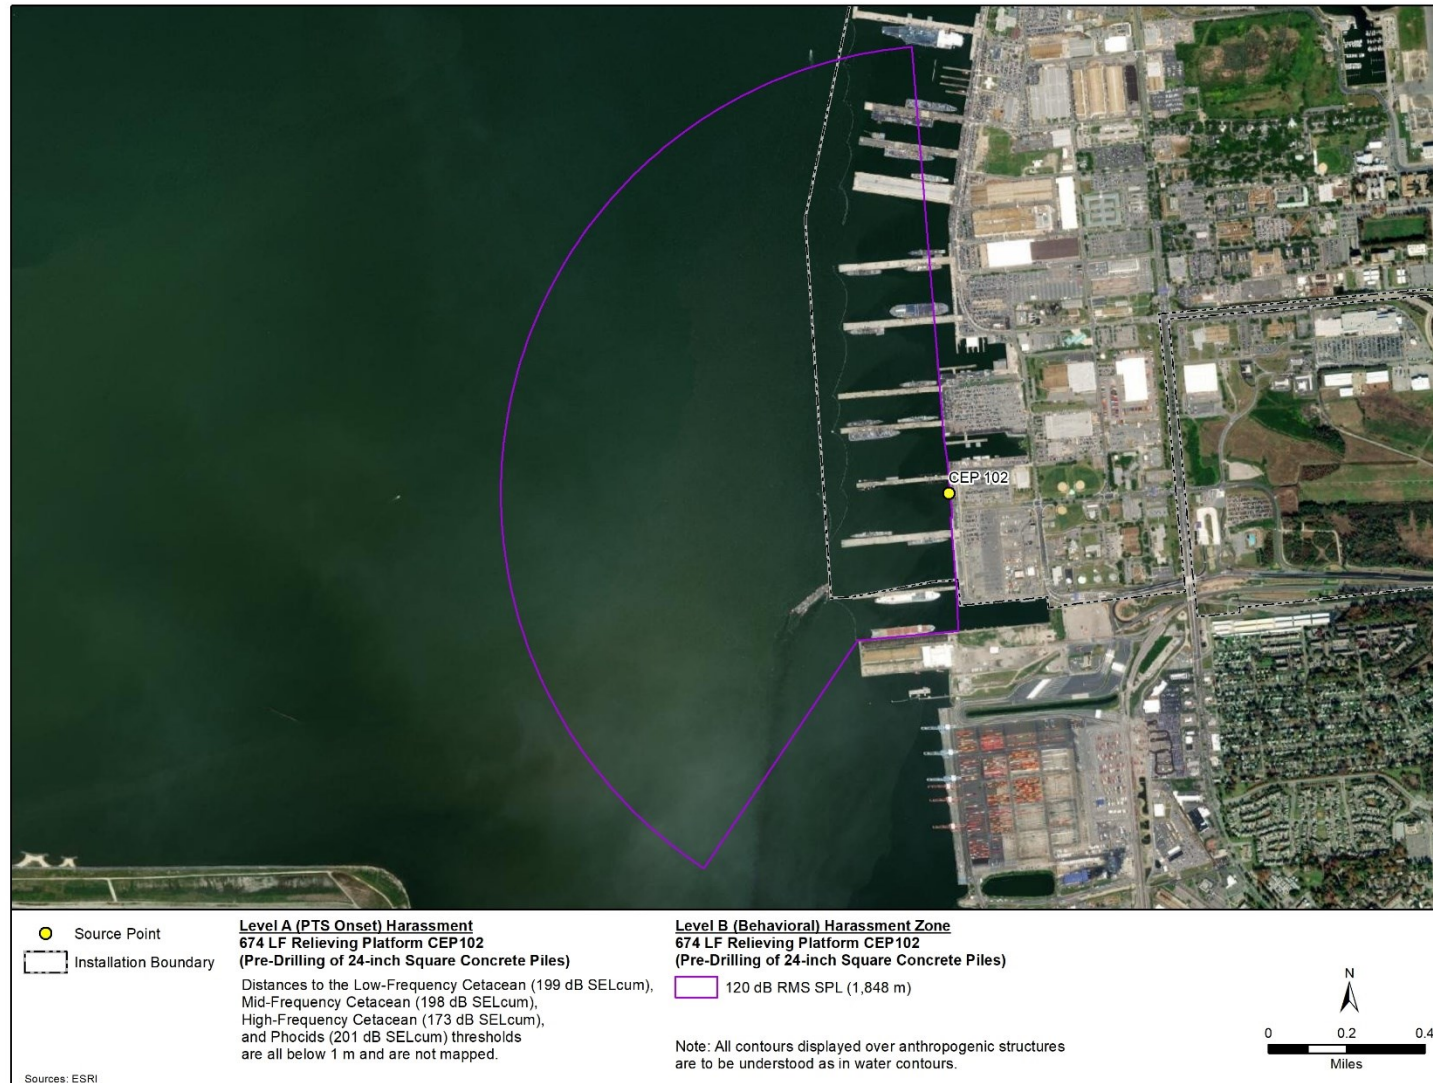 CEP 102
Source Point
Installation Boundary
Level A (PTS Onset) Harassment
674 LF Relieving Platform CEP102
(Pre-Drilling of 24-inch Square Concrete Piles)
Distances to the Low-Frequency Cetacean (199 dB SELcum),
Mid-Frequency Cetacean (198 dB SELcum),
High-Frequency Cetacean (173 dB SELcum),
and Phocids (201 dB SELcum) thresholds
are all below 1 m and are not mapped.
Level B (Behavioral) Harassment Zone
674 LF Relieving Platform CEP102
(Pre-Drilling of 24-inch Square Concrete Piles)
120 dB RMS SPL (1,848 m)
Note: All contours displayed over anthropogenic structures
are to be understood as in water contours.
N
0 0.2 0.4
Miles
Sources: ESRI